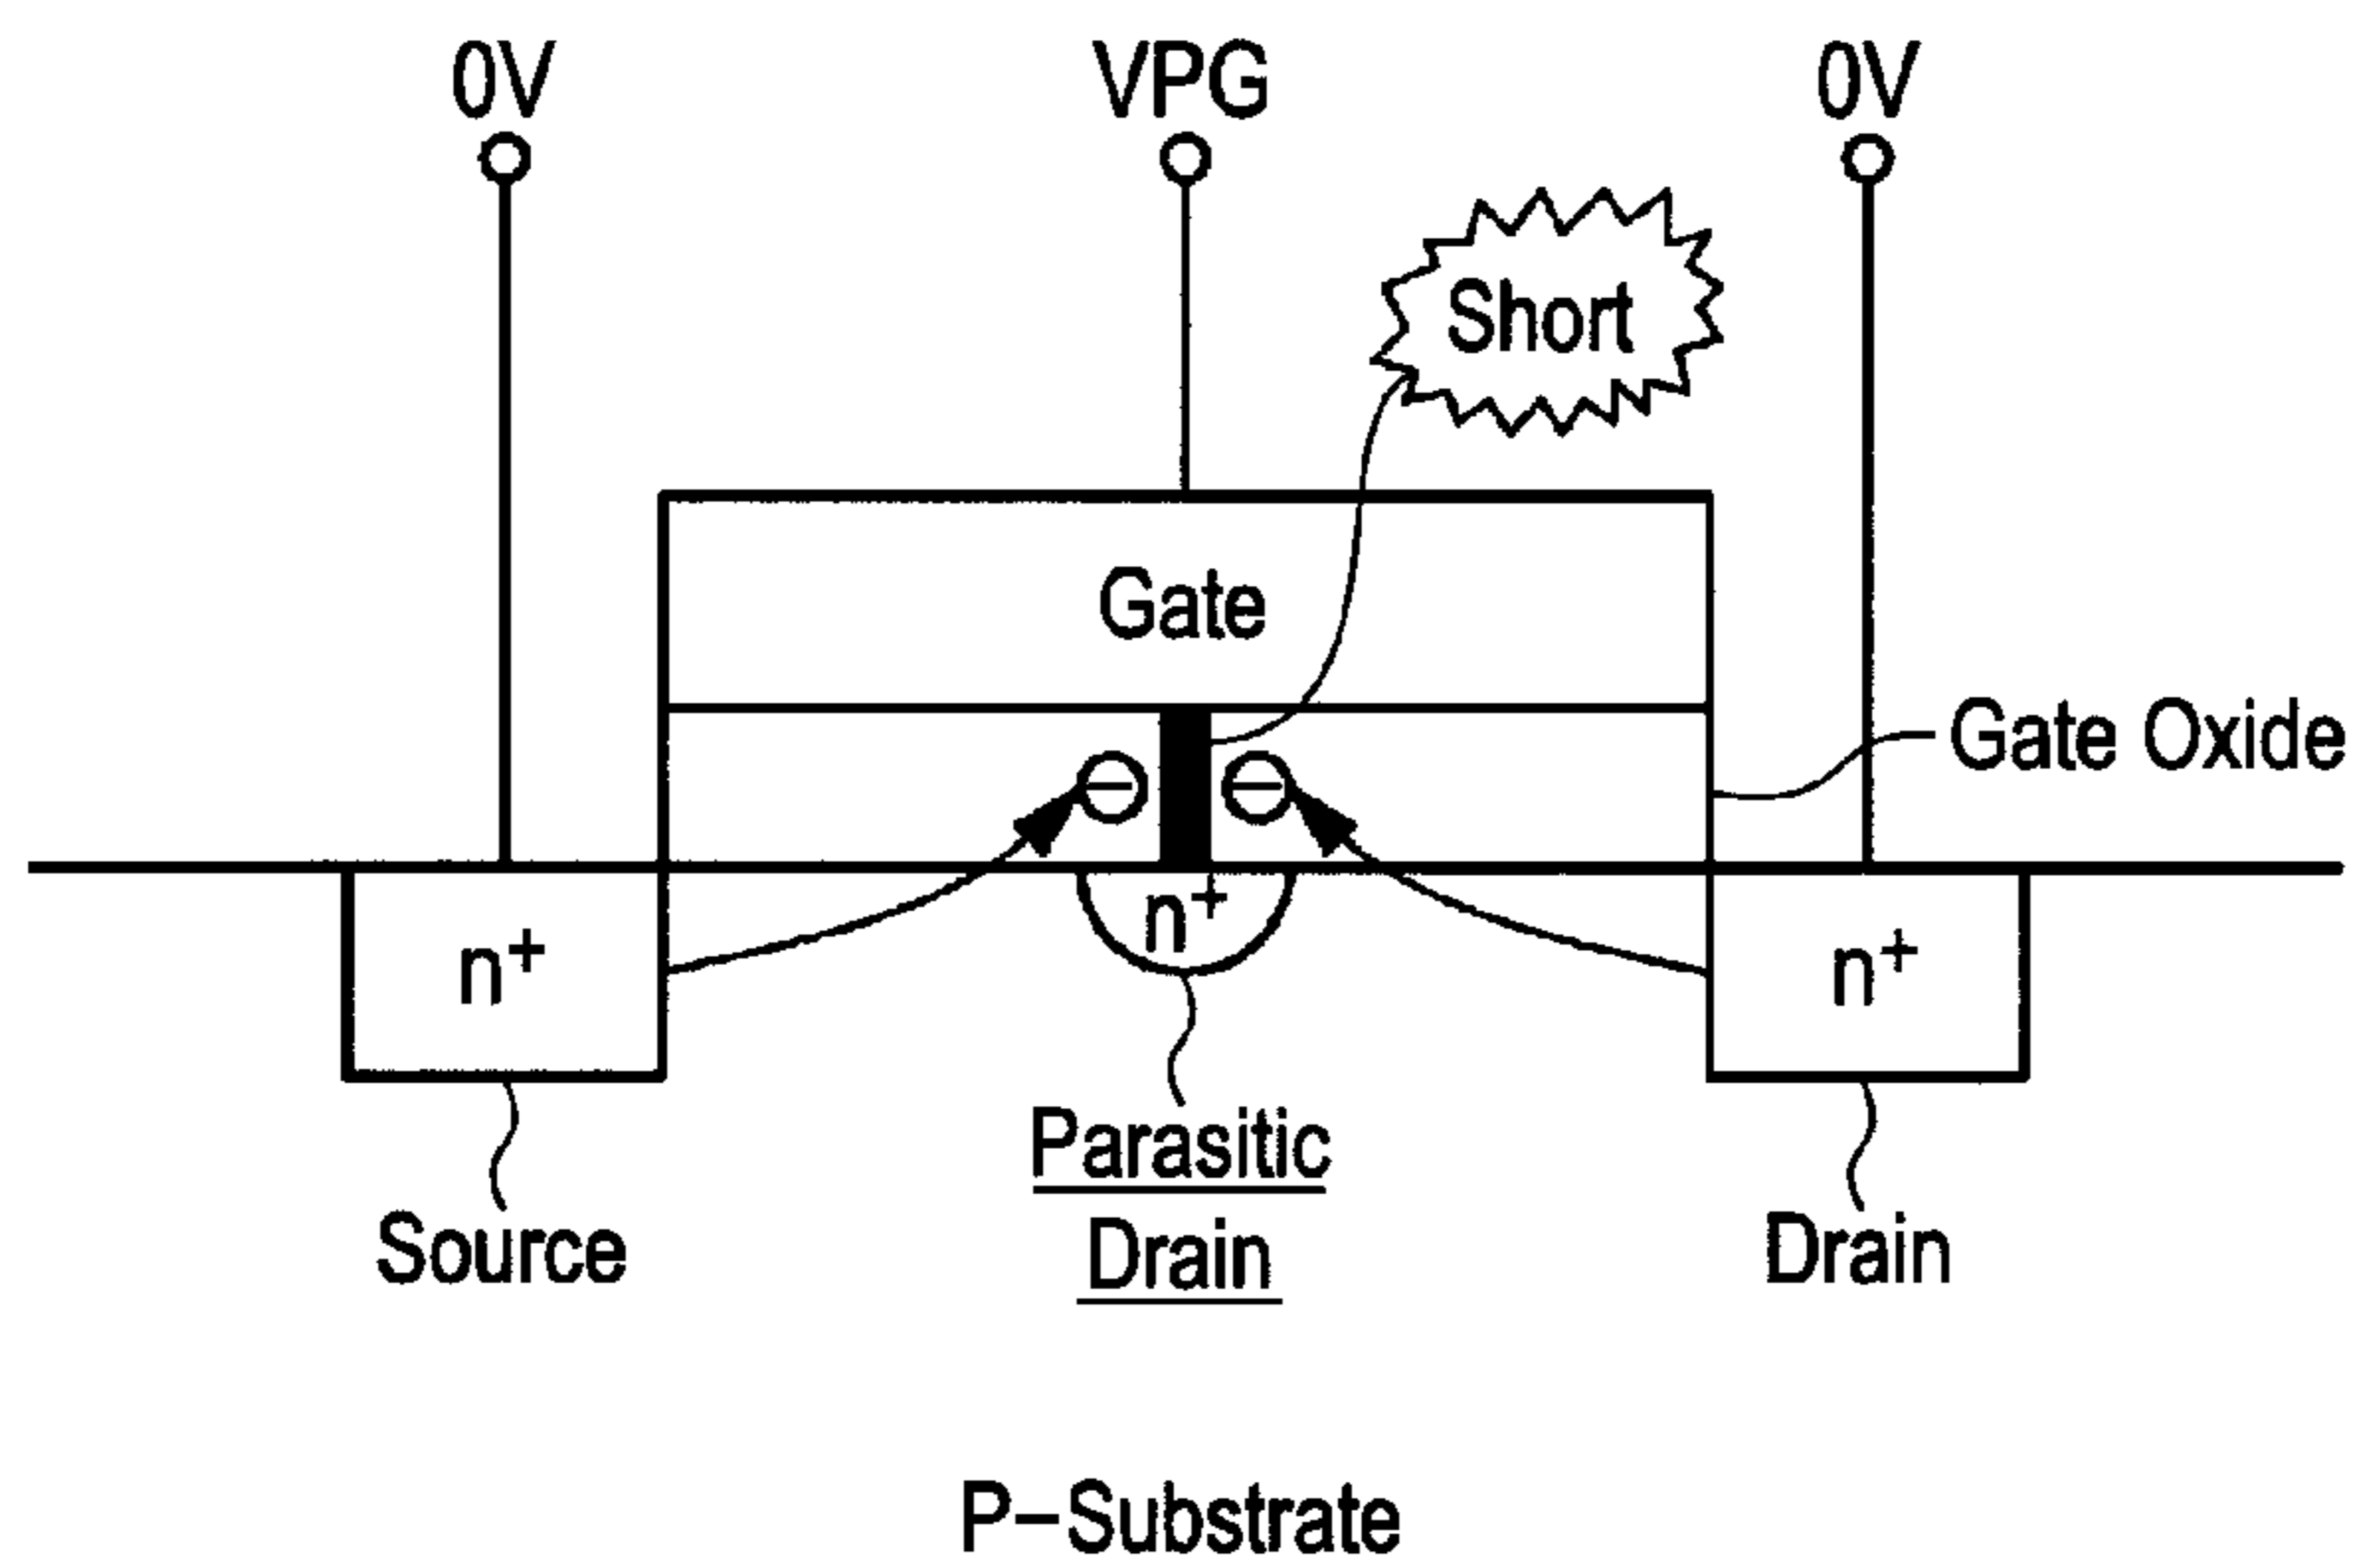 0V
VPG
0V
Short
Gate
Gate Oxide
⊖
⊖
n+
n+
n+
Parasitic
Drain
Source
Drain
P-Substrate